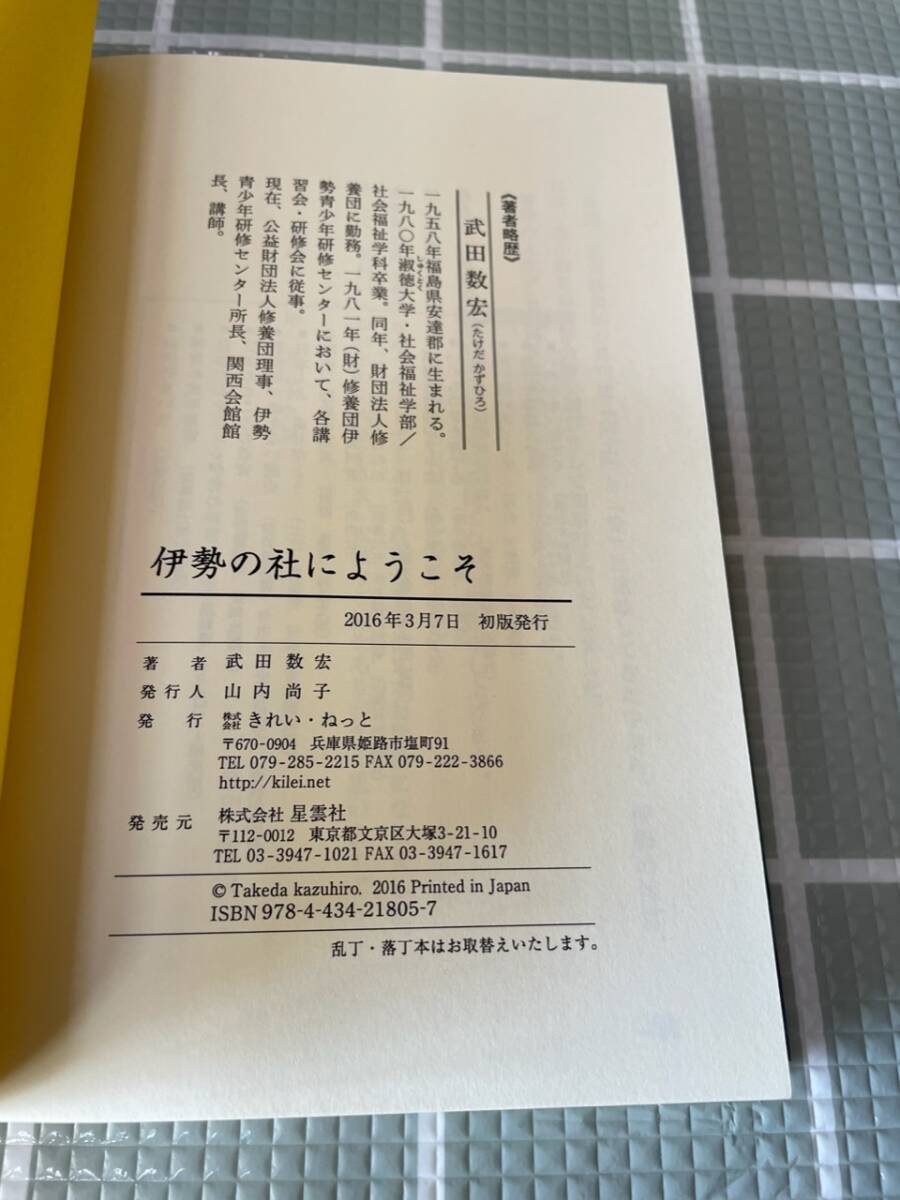 《著者略歴》
武田数宏(たけだ かずひろ)
一九五八年福島県安達郡に生まれる。
一九八〇年淑徳大学・社会福祉学部/
しゅくとく
社会福祉学科卒業。同年、財団法人修
養団に勤務。一九八一年(財)修養団伊
勢青少年研修センターにおいて、各講
習会・研修会に従事。
現在、公益財団法人修養団理事、伊勢
青少年研修センター所長、関西会館館
長、講師。
伊勢の社にようこそ
2016年3月7日 初版発行
著 者 武田数宏
発行人 山内尚子
発 行 株式会社きれい・ねっと
〒670-0904 兵庫県姫路市塩町91
TEL 079-285-2215 FAX 079-222-3866
http://kilei.net
発売元 株式会社 星雲社
〒112-0012 東京都文京区大塚3-21-10
TEL 03-3947-1021 FAX 03-3947-1617
© Takeda kazuhiro. 2016 Printed in Japan
ISBN 978-4-434-21805-7
乱丁・落丁本はお取替えいたします。